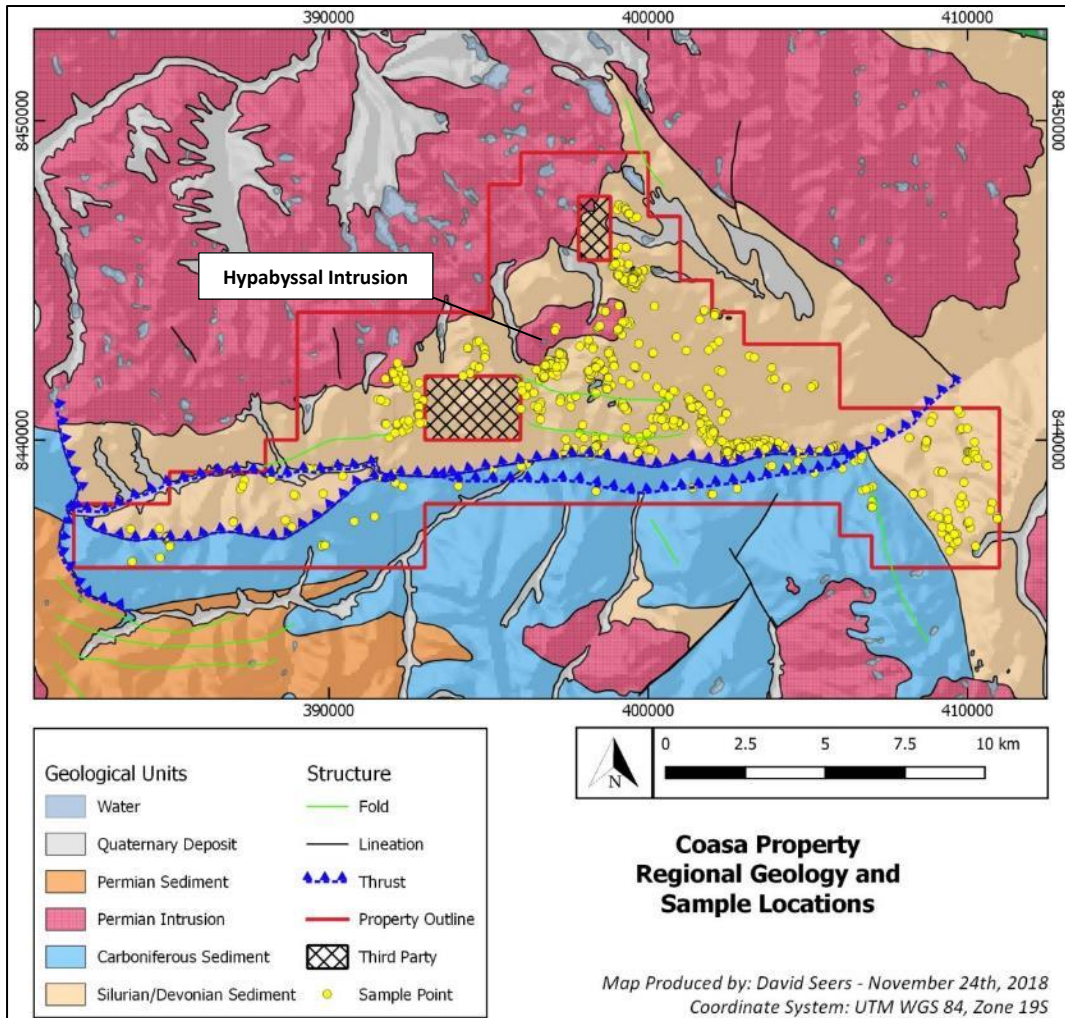 390000
400000
410000
8450000
8450000
Hypabyssal Intrusion
8440000
8440000
390000
400000
410000
Geological Units
Water
Quaternary Deposit
Permian Sediment
Permian Intrusion
Carboniferous Sediment
Silurian/Devonian Sediment
Structure
Fold
Lineation
Thrust
Property Outline
Third Party
Sample Point
N
0 2.5 5 7.5 10 km
Coasa Property
Regional Geology and
Sample Locations
Map Produced by: David Seers - November 24th, 2018
Coordinate System: UTM WGS 84, Zone 19S